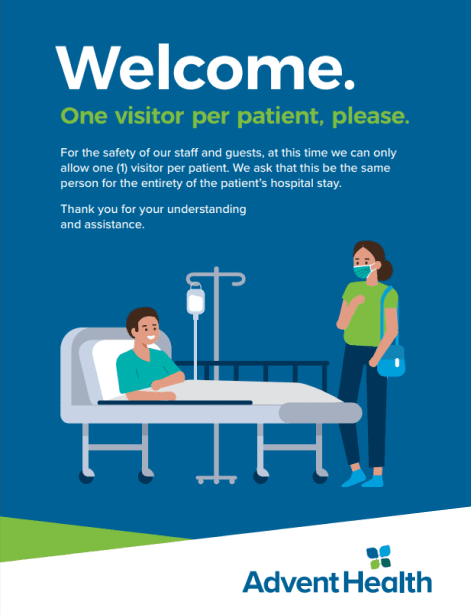 Welcome.
One visitor per patient, please.
For the safety of our staff and guests, at this time we can only
allow one (1) visitor per patient. We ask that this be the same
person for the entirety of the patient's hospital stay.
Thank you for your understanding
and assistance.
AdventHealth